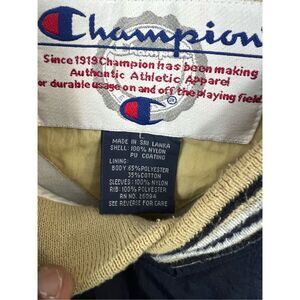 Champion
Since 1919 Champion has been making
Authentic Athletic Apparel
for durable usage on and off the playing field.
L
MADE IN SRI LANKA
SHELL: 100% NYLON
PU COATING
LINING:
BODY 65% POLYESTER
35% COTTON
SLEEVES: 100% NYLON
RIB: 100% POLYESTER
RN NO. 26094
SEE REVERSE FOR CARE